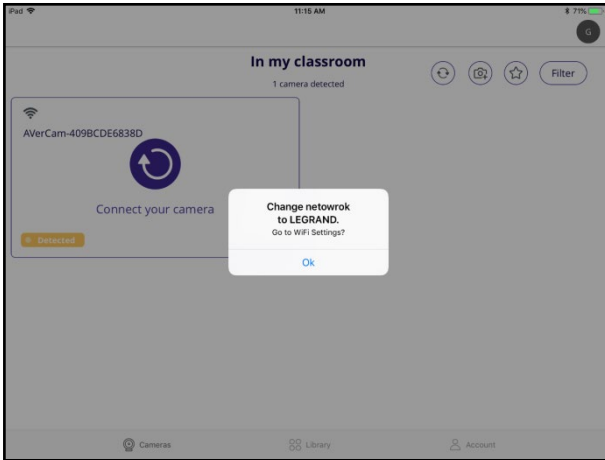 iPad 11:15 AM 71%
G
In my classroom
1 camera detected
Filter
AVerCam-409BCDE6838D
Connect your camera
Detected
Change netowrok
to LEGRAND.
Go to WiFi Settings?
Ok
Cameras Library Account